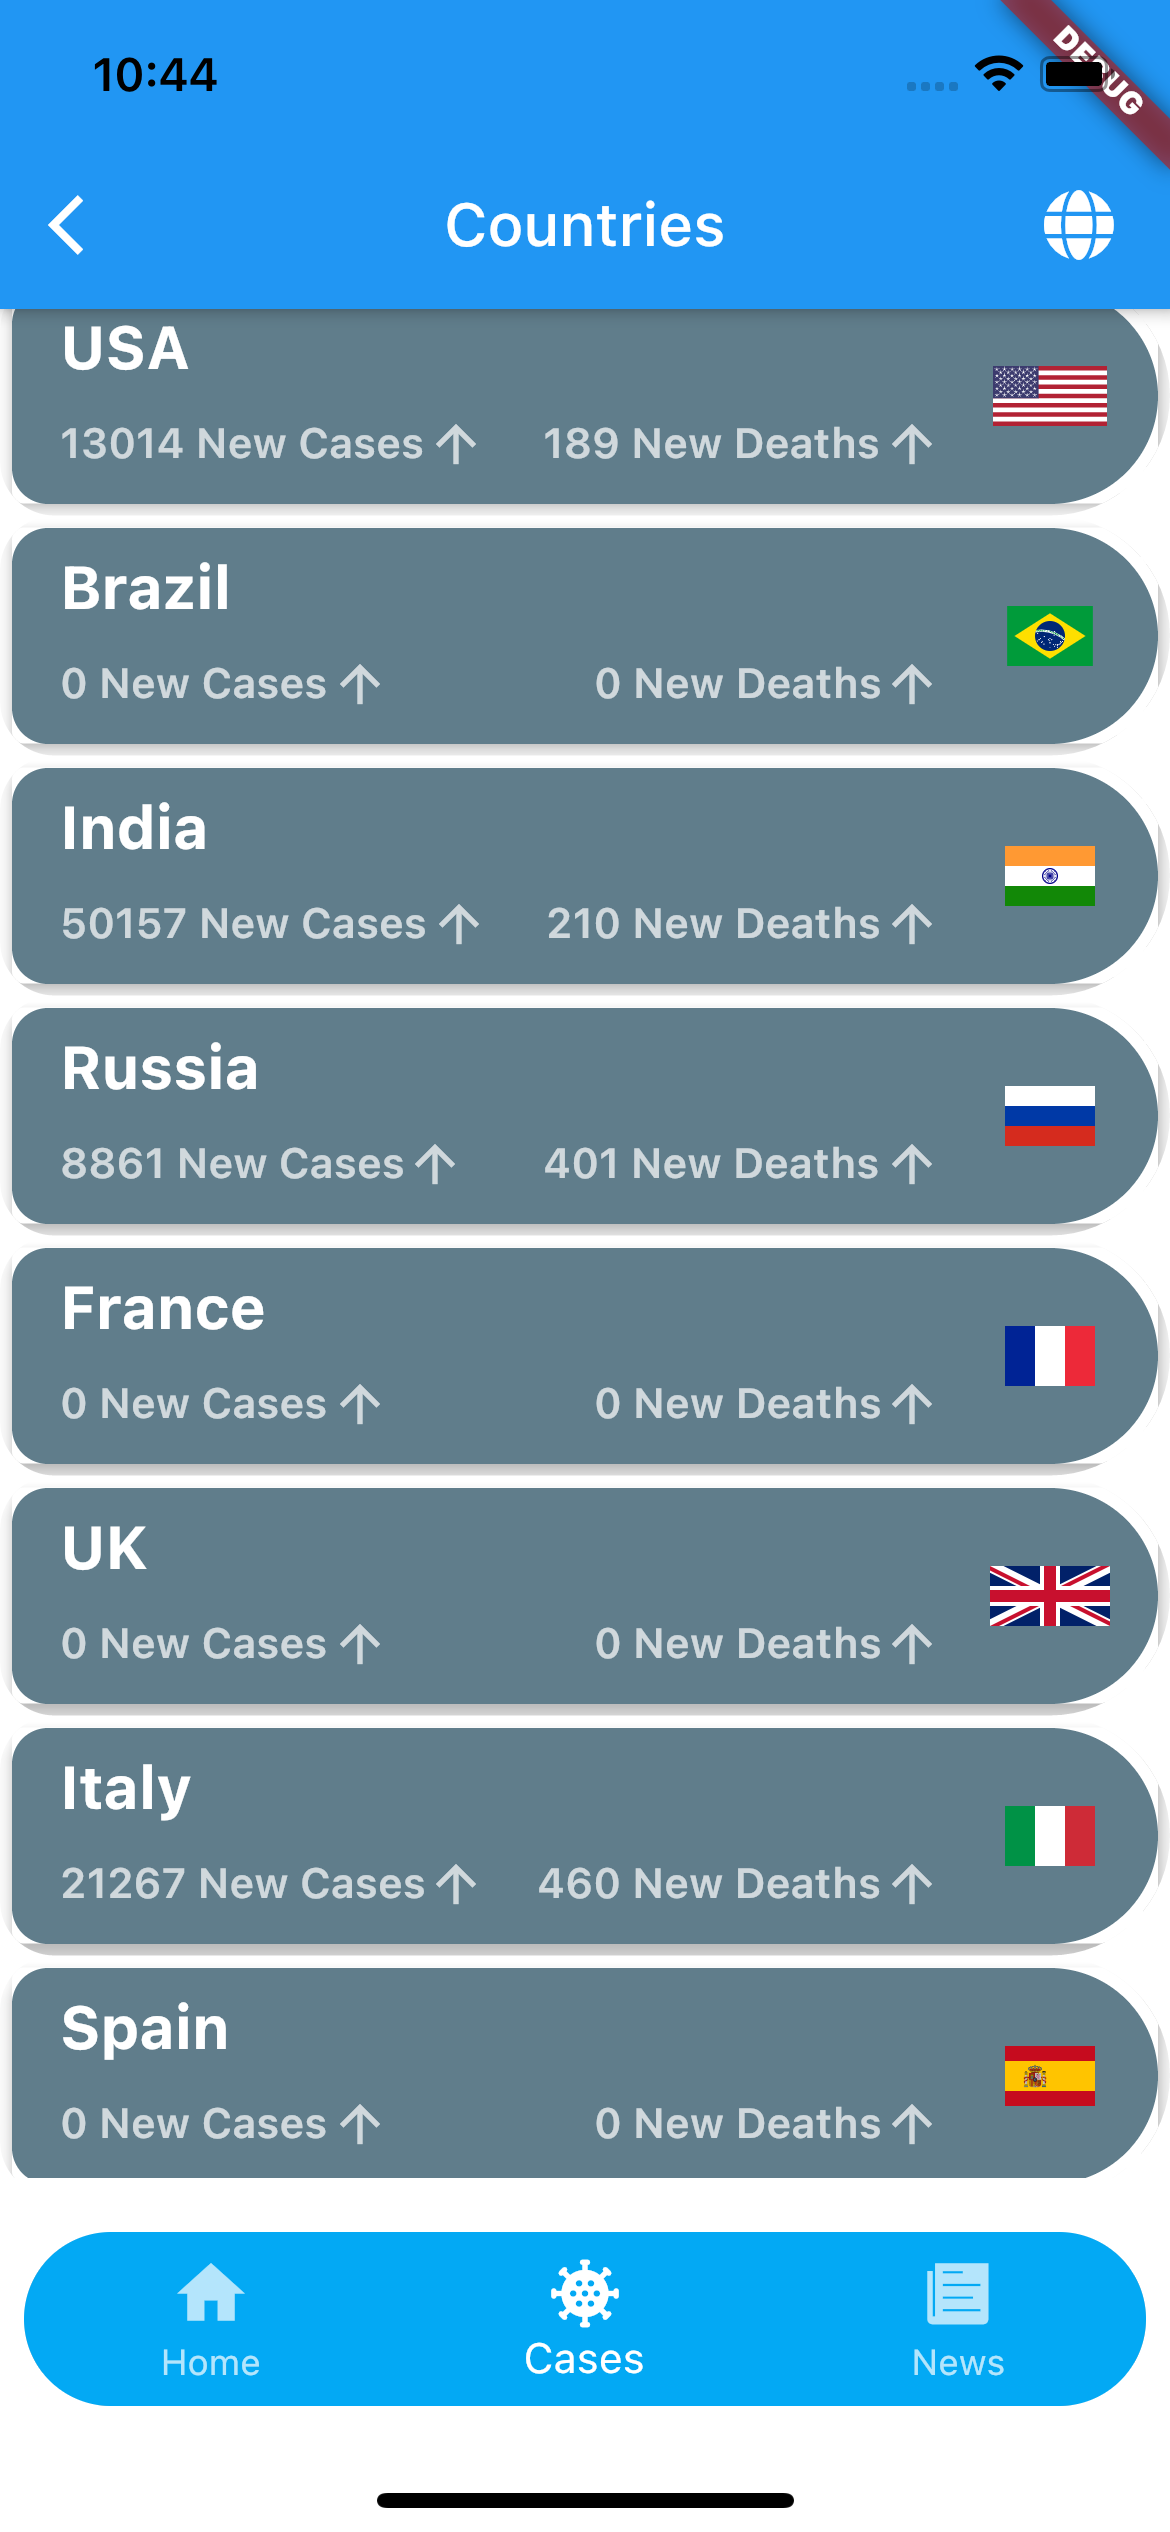 10:44
DEBUG
Countries
USA
13014 New Cases 189 New Deaths
Brazil
0 New Cases 0 New Deaths
India
50157 New Cases 210 New Deaths
Russia
8861 New Cases 401 New Deaths
France
0 New Cases 0 New Deaths
UK
0 New Cases 0 New Deaths
Italy
21267 New Cases 460 New Deaths
Spain
0 New Cases 0 New Deaths
Home Cases News